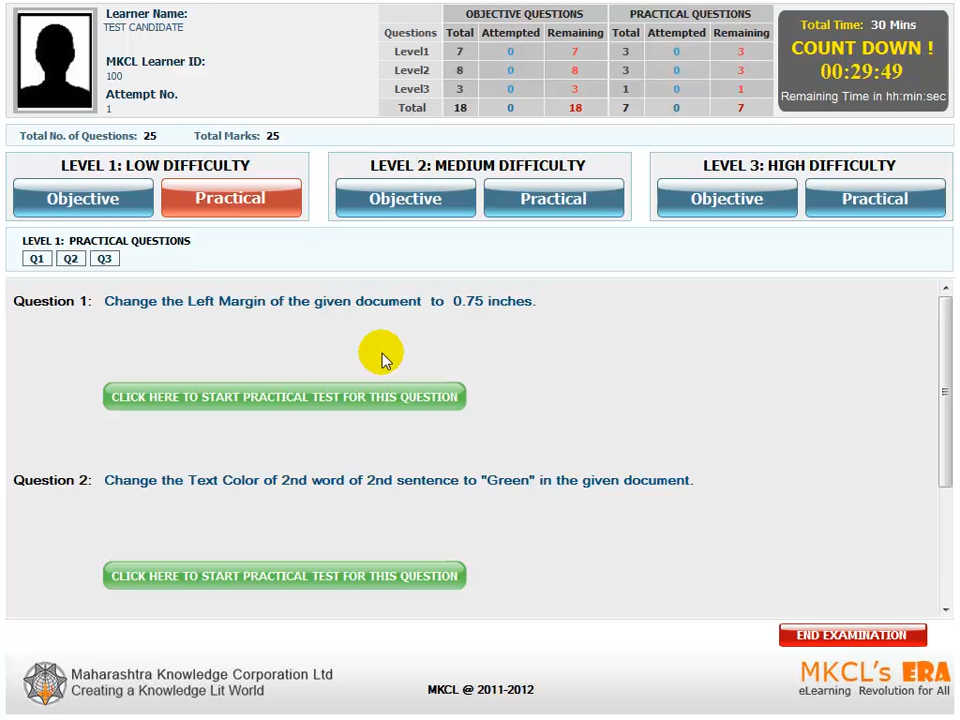 Learner Name:
TEST CANDIDATE
MKCL Learner ID:
100
Attempt No.
1
OBJECTIVE QUESTIONS PRACTICAL QUESTIONS
Questions Total Attempted Remaining Total Attempted Remaining
Level1 7 0 7 3 0 3
Level2 8 0 8 3 0 3
Level3 3 0 3 1 0 1
Total 18 0 18 7 0 7
Total Time: 30 Mins
COUNT DOWN !
00:29:49
Remaining Time in hh:min:sec
Total No. of Questions: 25 Total Marks: 25
LEVEL 1: LOW DIFFICULTY LEVEL 2: MEDIUM DIFFICULTY LEVEL 3: HIGH DIFFICULTY
Objective Practical Objective Practical Objective Practical
LEVEL 1: PRACTICAL QUESTIONS
Q1 Q2 Q3
Question 1: Change the Left Margin of the given document to 0.75 inches.
CLICK HERE TO START PRACTICAL TEST FOR THIS QUESTION
Question 2: Change the Text Color of 2nd word of 2nd sentence to "Green" in the given document.
CLICK HERE TO START PRACTICAL TEST FOR THIS QUESTION
END EXAMINATION
Maharashtra Knowledge Corporation Ltd
Creating a Knowledge Lit World
MKCL @ 2011-2012
MKCL's ERA
eLearning Revolution for All